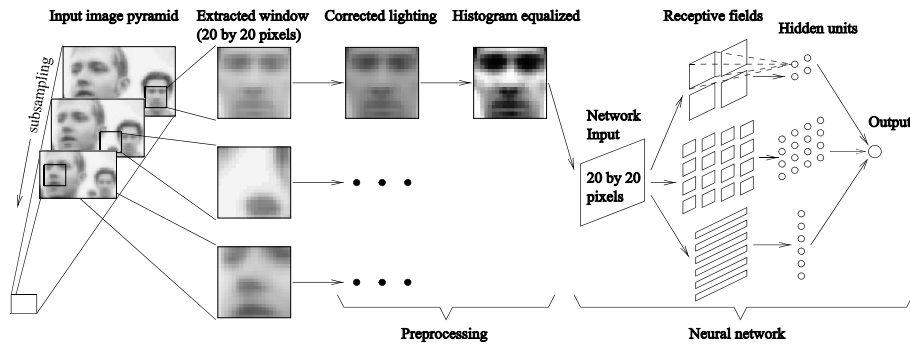 Input image pyramid
Extracted window
(20 by 20 pixels)
Corrected lighting
Histogram equalized
Receptive fields
Hidden units
subsampling
Network
Input
20 by 20
pixels
Output
Preprocessing
Neural network